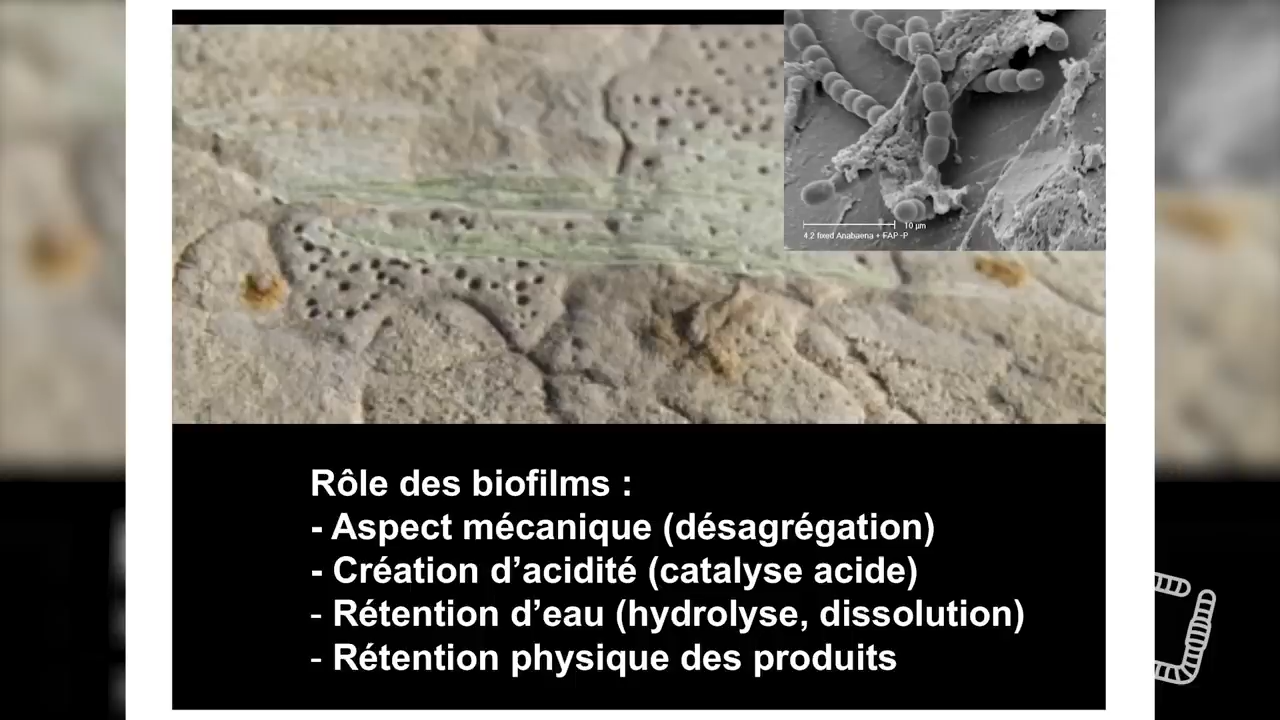 10 µm
4.2 fixed Anabaena + FAP -P
Rôle des biofilms :
- Aspect mécanique (désagrégation)
- Création d’acidité (catalyse acide)
- Rétention d’eau (hydrolyse, dissolution)
- Rétention physique des produits